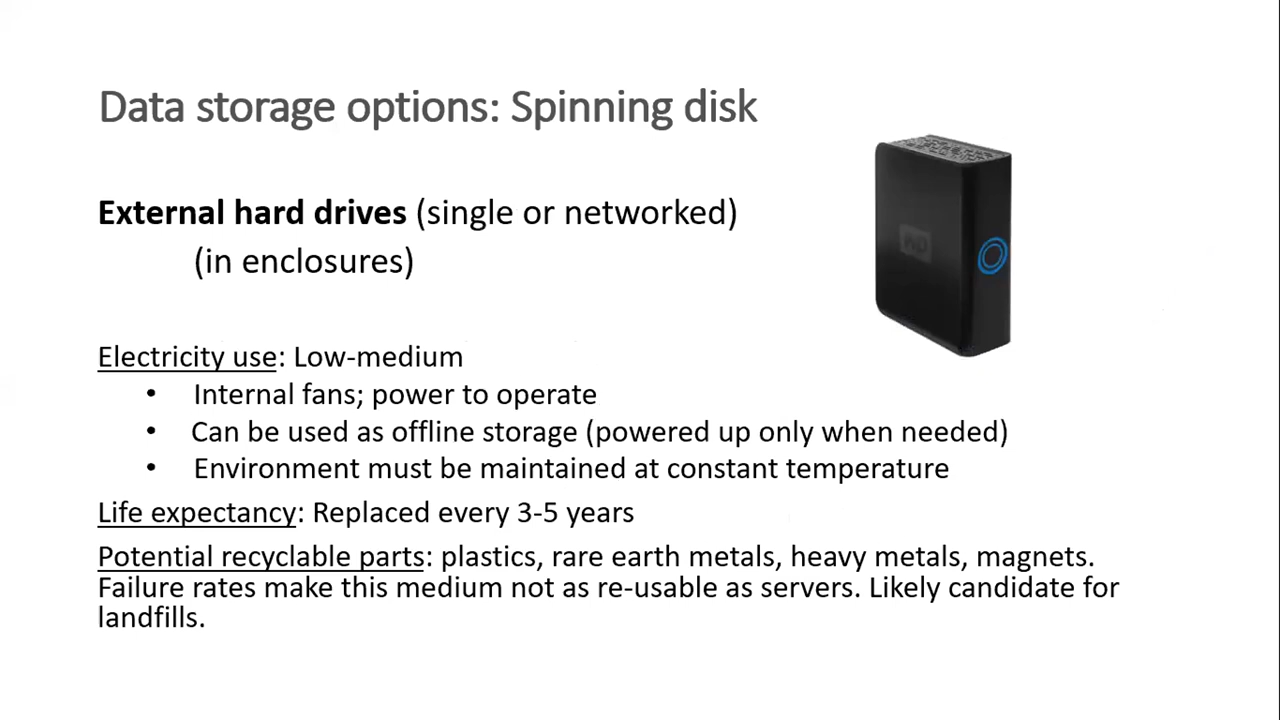 Data storage options: Spinning disk
External hard drives (single or networked)
(in enclosures)
WD
Electricity use: Low-medium
• Internal fans; power to operate
• Can be used as offline storage (powered up only when needed)
• Environment must be maintained at constant temperature
Life expectancy: Replaced every 3-5 years
Potential recyclable parts: plastics, rare earth metals, heavy metals, magnets.
Failure rates make this medium not as re-usable as servers. Likely candidate for
landfills.